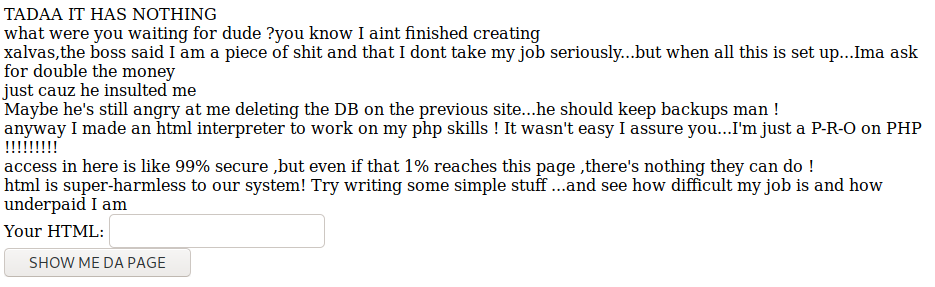 TADAA IT HAS NOTHING
what were you waiting for dude ?you know I aint finished creating
xalvas,the boss said I am a piece of shit and that I dont take my job seriously...but when all this is set up...Ima ask
for double the money
just cauz he insulted me
Maybe he's still angry at me deleting the DB on the previous site...he should keep backups man !
anyway I made an html interpreter to work on my php skills ! It wasn't easy I assure you...I'm just a P-R-O on PHP
!!!!!!!!!
access in here is like 99% secure ,but even if that 1% reaches this page ,there's nothing they can do !
html is super-harmless to our system! Try writing some simple stuff ...and see how difficult my job is and how
underpaid I am
Your HTML:
SHOW ME DA PAGE